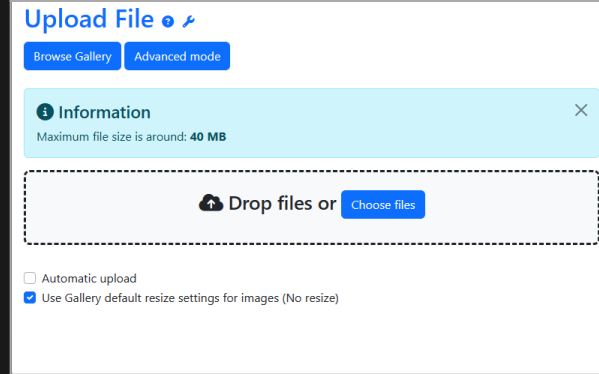 Upload File
Browse Gallery Advanced mode
Information
Maximum file size is around: 40 MB
Drop files or Choose files
Automatic upload
Use Gallery default resize settings for images (No resize)